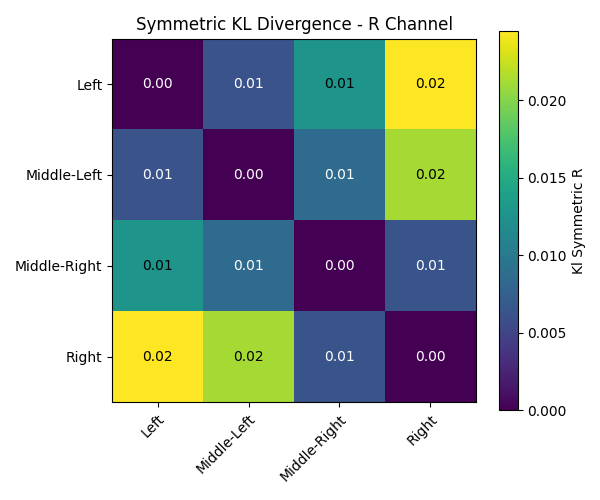 Symmetric KL Divergence - R Channel
Left 0.00 0.01 0.01 0.02
Middle-Left 0.01 0.00 0.01 0.02
Middle-Right 0.01 0.01 0.00 0.01
Right 0.02 0.02 0.01 0.00
Left Middle-Left Middle-Right Right
0.020
0.015
0.010
0.005
0.000
Kl Symmetric R